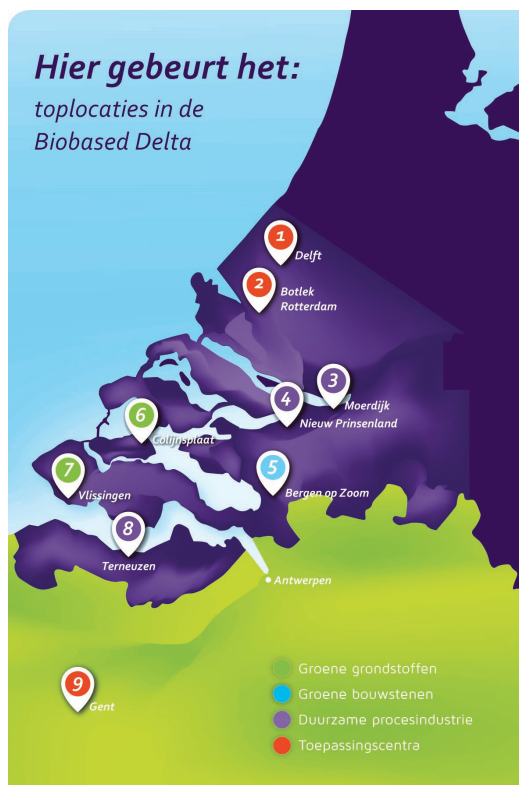 Hier gebeurt het:
toplocaties in de
Biobased Delta
1
Delft
2
Botlek
Rotterdam
3
Moerdijk
4
Nieuw Prinsenland
6
Colijnsplaat
5
Bergen op Zoom
7
Vlissingen
8
Terneuzen
Antwerpen
9
Gent
Groene grondstoffen
Groene bouwstenen
Duurzame procesindustrie
Toepassingscentra